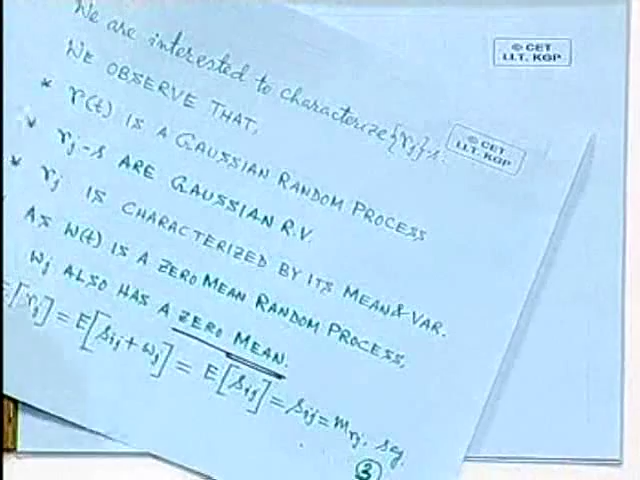 We are interested to characterize {rj}-s.
WE OBSERVE THAT,
* r(t) IS A GAUSSIAN RANDOM PROCESS
* rj-s ARE GAUSSIAN R.V.
* rj IS CHARACTERIZED BY ITS MEAN & VAR.
AS W(t) IS A ZERO MEAN RANDOM PROCESS,
wj ALSO HAS A ZERO MEAN.
E[rj] = E[sij + wj] = E[sij] = sij = mrj, say
3
© CET
I.I.T. KGP
© CET
I.I.T. KGP